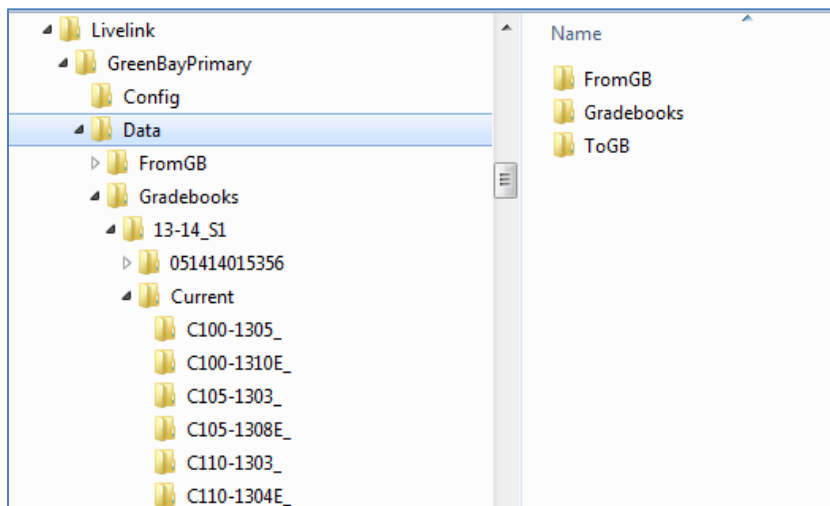 Livelink
GreenBayPrimary
Config
Data
FromGB
Gradebooks
13-14_S1
051414015356
Current
C100-1305_
C100-1310E_
C105-1303_
C105-1308E_
C110-1303_
C110-1304E_
Name
FromGB
Gradebooks
ToGB